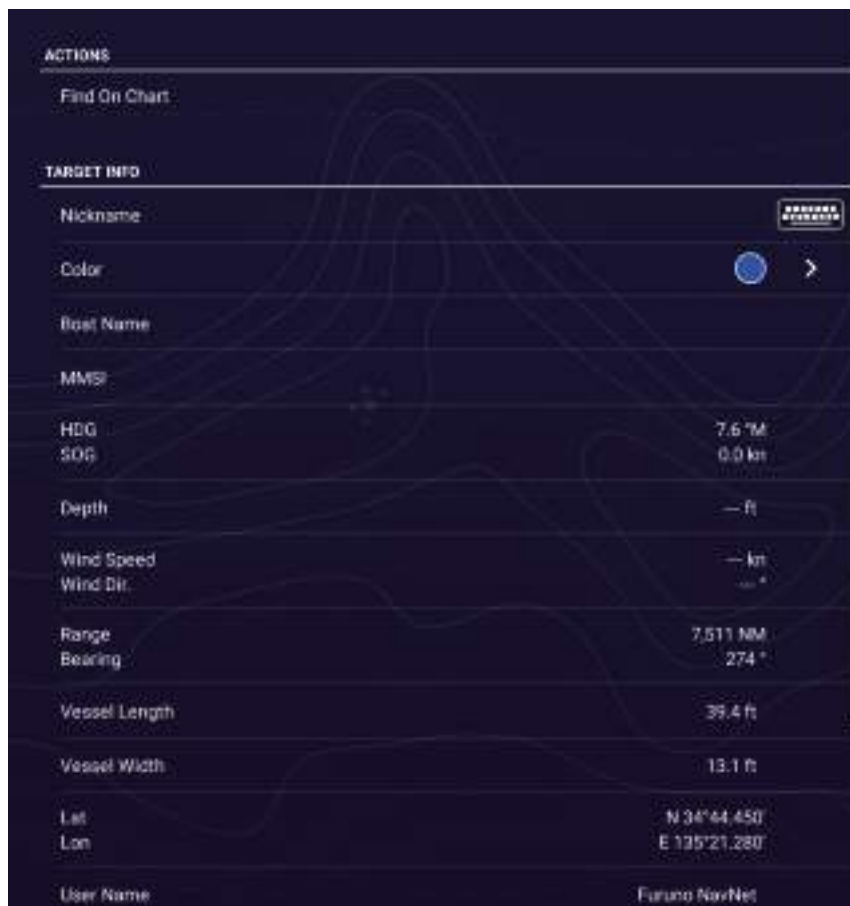 ACTIONS
Find On Chart
TARGET INFO
Nickname
Color
Boat Name
MMSI
HDG 7.6 °M
SOG 0.0 kn
Depth --- ft
Wind Speed --- kn
Wind Dir. --- °
Range 7,511 NM
Bearing 274 °
Vessel Length 39.4 ft
Vessel Width 13.1 ft
Lat N 34°44.450'
Lon E 135°21.280'
User Name Furuno NavNet